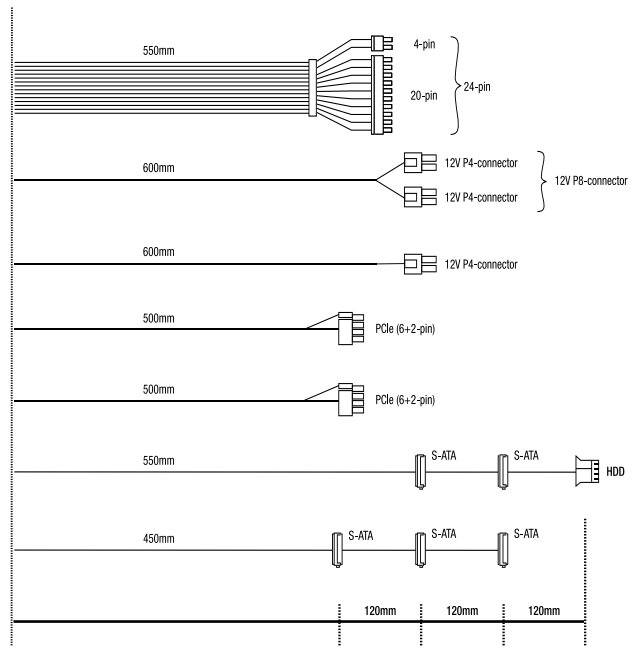 550mm
4-pin
20-pin
24-pin
600mm
12V P4-connector
12V P4-connector
12V P8-connector
600mm
12V P4-connector
500mm
PCIe (6+2-pin)
500mm
PCIe (6+2-pin)
550mm
S-ATA
S-ATA
HDD
450mm
S-ATA
S-ATA
S-ATA
120mm
120mm
120mm